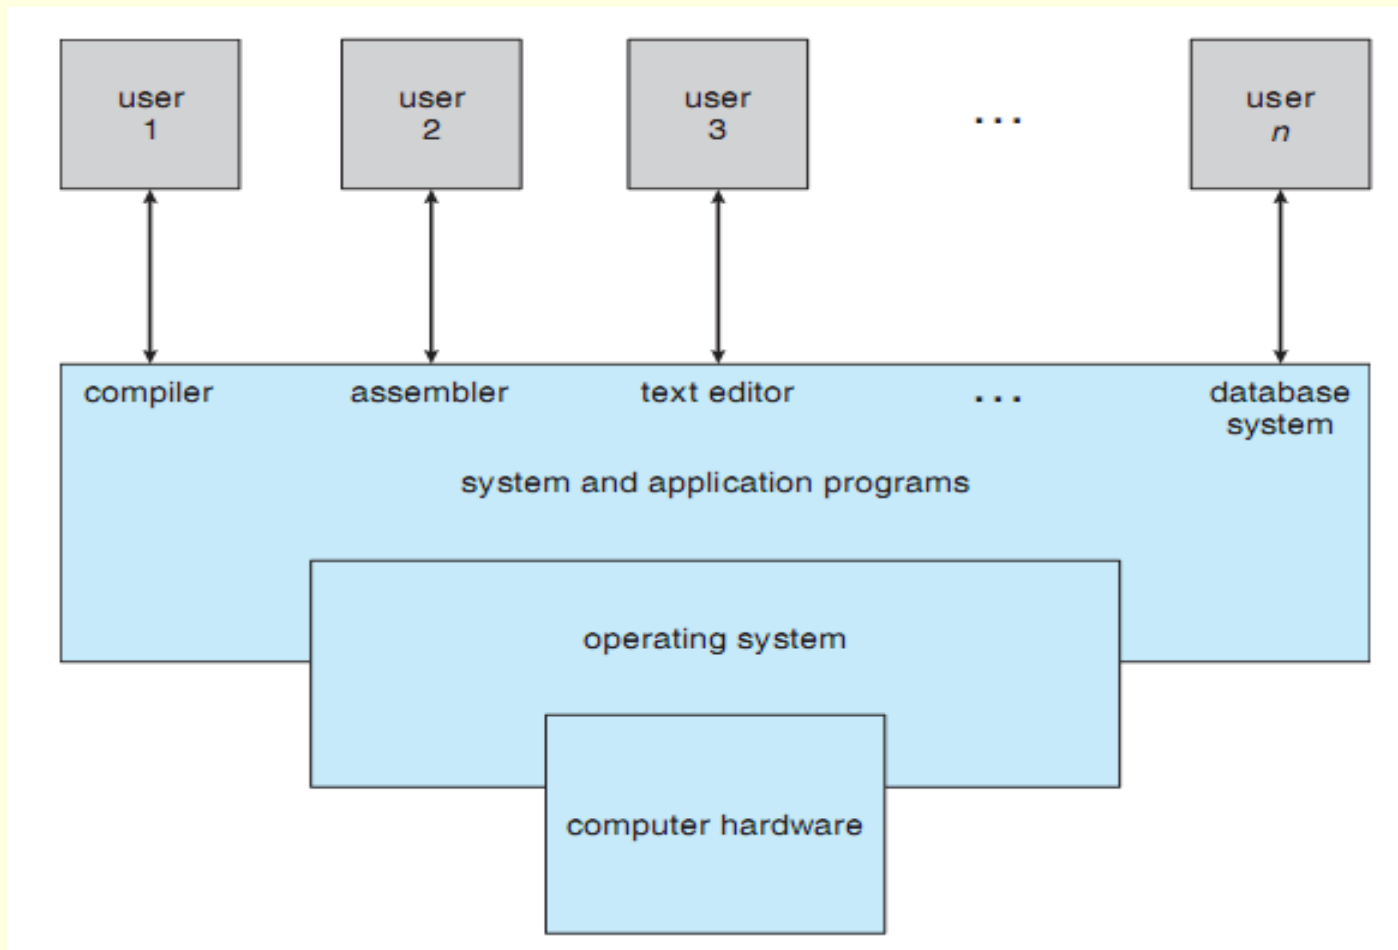 user
1
user
2
user
3
...
user
n
compiler
assembler
text editor
...
database
system
system and application programs
operating system
computer hardware